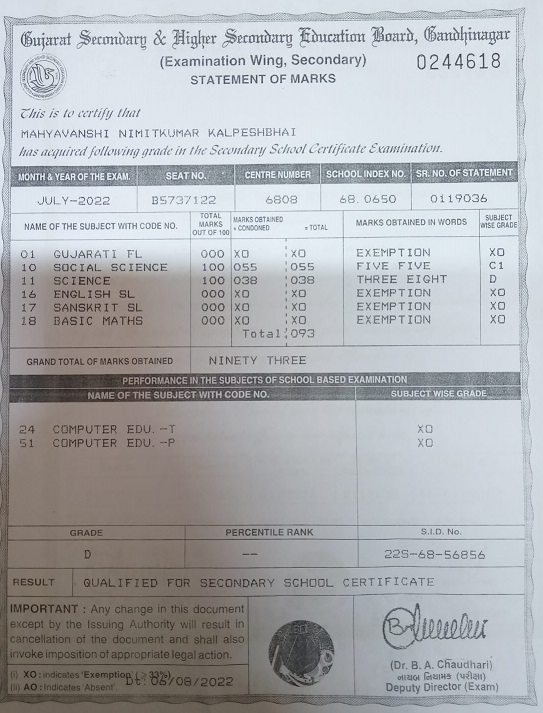 Gujarat Secondary & Higher Secondary Education Board, Gandhinagar
(Examination Wing, Secondary)
0244618
STATEMENT OF MARKS
This is to certify that
MAHYAVANSHI NIMITKUMAR KALPESHBHAI
has acquired following grade in the Secondary School Certificate Examination.
MONTH & YEAR OF THE EXAM. SEAT NO. CENTRE NUMBER SCHOOL INDEX NO. SR. NO. OF STATEMENT
JULY-2022 B5737122 6808 68.0650 0119036
NAME OF THE SUBJECT WITH CODE NO. TOTAL MARKS OUT OF 100 MARKS OBTAINED + CONDONED = TOTAL MARKS OBTAINED IN WORDS SUBJECT WISE GRADE
01 GUJARATI FL 000 XO XO EXEMPTION XO
10 SOCIAL SCIENCE 100 055 055 FIVE FIVE C1
11 SCIENCE 100 038 038 THREE EIGHT D
16 ENGLISH SL 000 XO XO EXEMPTION XO
17 SANSKRIT SL 000 XO XO EXEMPTION XO
18 BASIC MATHS 000 XO XO EXEMPTION XO
Total 093
GRAND TOTAL OF MARKS OBTAINED NINETY THREE
PERFORMANCE IN THE SUBJECTS OF SCHOOL BASED EXAMINATION
NAME OF THE SUBJECT WITH CODE NO. SUBJECT WISE GRADE
24 COMPUTER EDU. -T XO
51 COMPUTER EDU. -P XO
GRADE PERCENTILE RANK S.I.D. No.
D -- 22S-68-56856
RESULT QUALIFIED FOR SECONDARY SCHOOL CERTIFICATE
IMPORTANT : Any change in this document
except by the Issuing Authority will result in
cancellation of the document and shall also
invoke imposition of appropriate legal action.
(i) XO : indicates 'Exemption (≥ 33%)
(ii) AO : Indicates 'Absent'.
Dt: 06/08/2022
(Dr. B. A. Chaudhari)
નાયબ નિયામક (પરીક્ષા)
Deputy Director (Exam)